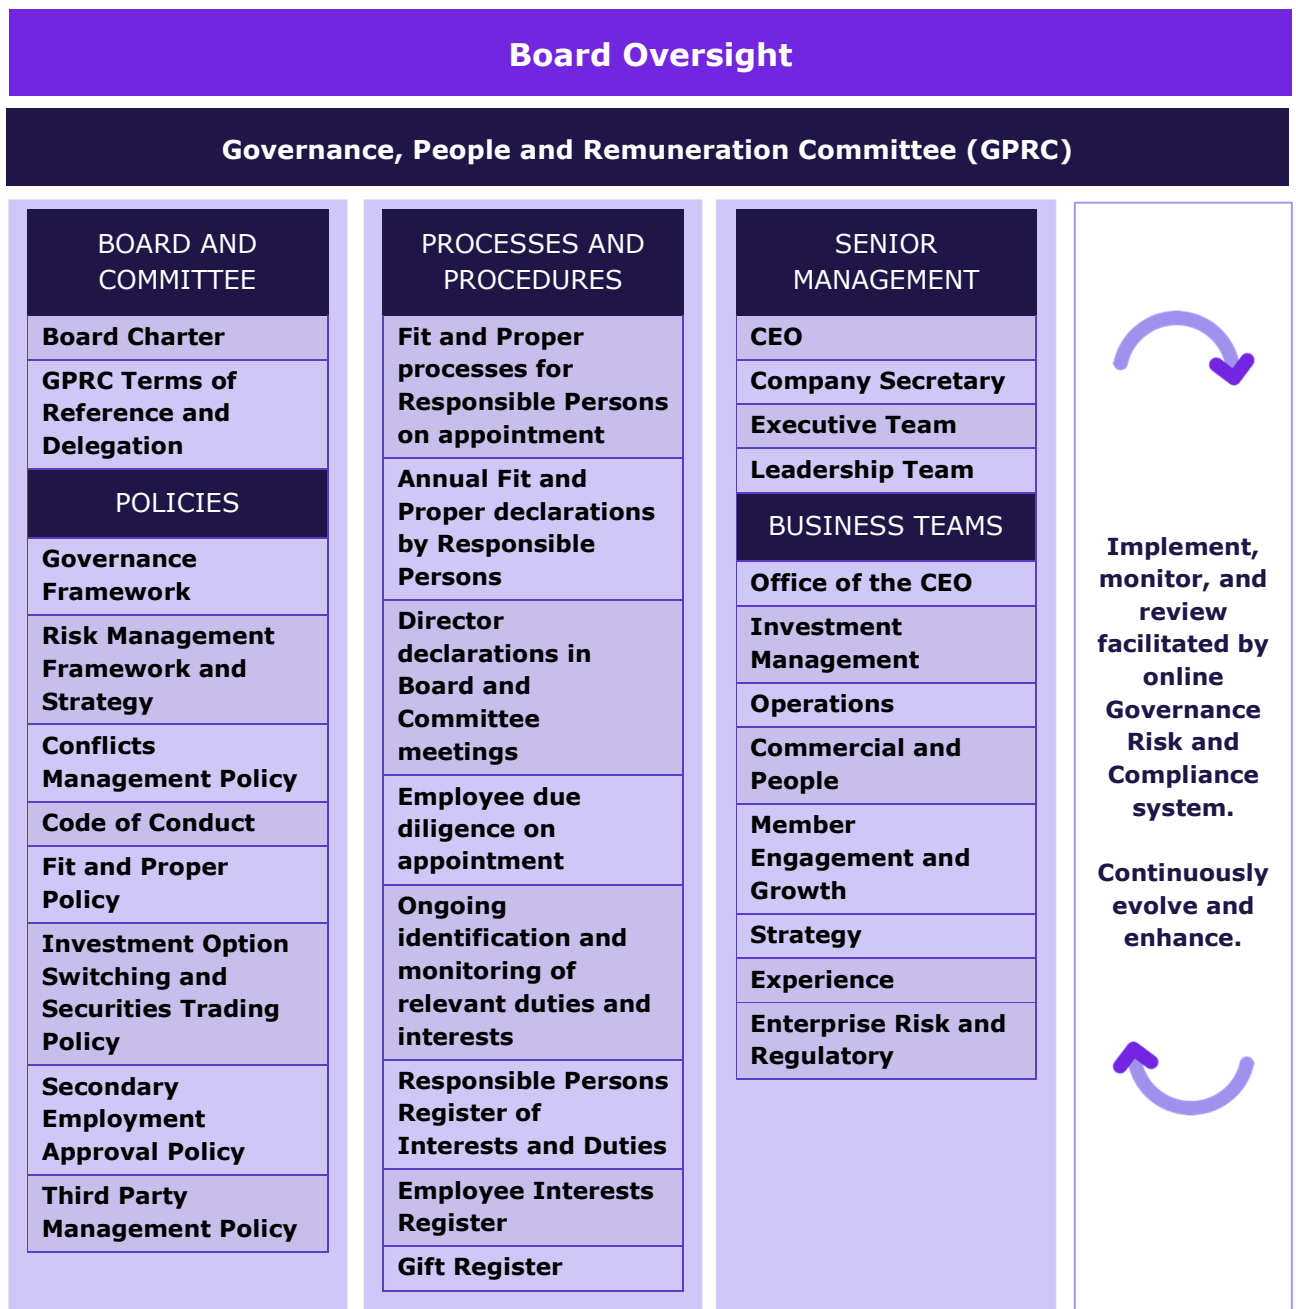 Board Oversight
Governance, People and Remuneration Committee (GPRC)
BOARD AND
COMMITTEE
Board Charter
GPRC Terms of
Reference and
Delegation
POLICIES
Governance
Framework
Risk Management
Framework and
Strategy
Conflicts
Management Policy
Code of Conduct
Fit and Proper
Policy
Investment Option
Switching and
Securities Trading
Policy
Secondary
Employment
Approval Policy
Third Party
Management Policy
PROCESSES AND
PROCEDURES
Fit and Proper
processes for
Responsible Persons
on appointment
Annual Fit and
Proper declarations
by Responsible
Persons
Director
declarations in
Board and
Committee
meetings
Employee due
diligence on
appointment
Ongoing
identification and
monitoring of
relevant duties and
interests
Responsible Persons
Register of
Interests and Duties
Employee Interests
Register
Gift Register
SENIOR
MANAGEMENT
CEO
Company Secretary
Executive Team
Leadership Team
BUSINESS TEAMS
Office of the CEO
Investment
Management
Operations
Commercial and
People
Member
Engagement and
Growth
Strategy
Experience
Enterprise Risk and
Regulatory
Implement,
monitor, and
review
facilitated by
online
Governance
Risk and
Compliance
system.
Continuously
evolve and
enhance.